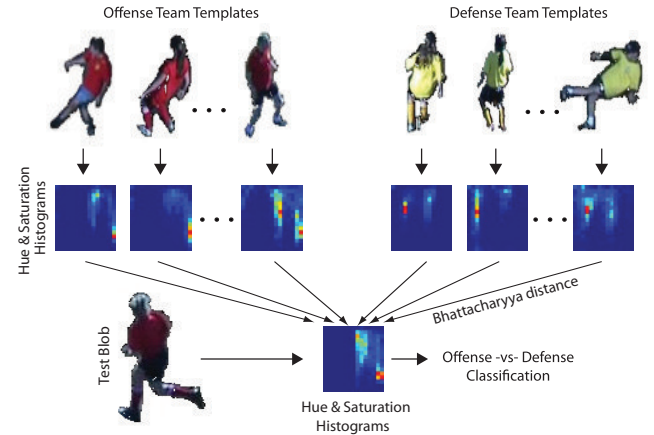 Offense Team Templates
Defense Team Templates
Hue & Saturation
Histograms
Bhattacharyya distance
Test Blob
Offense -vs- Defense
Classification
Hue & Saturation
Histograms